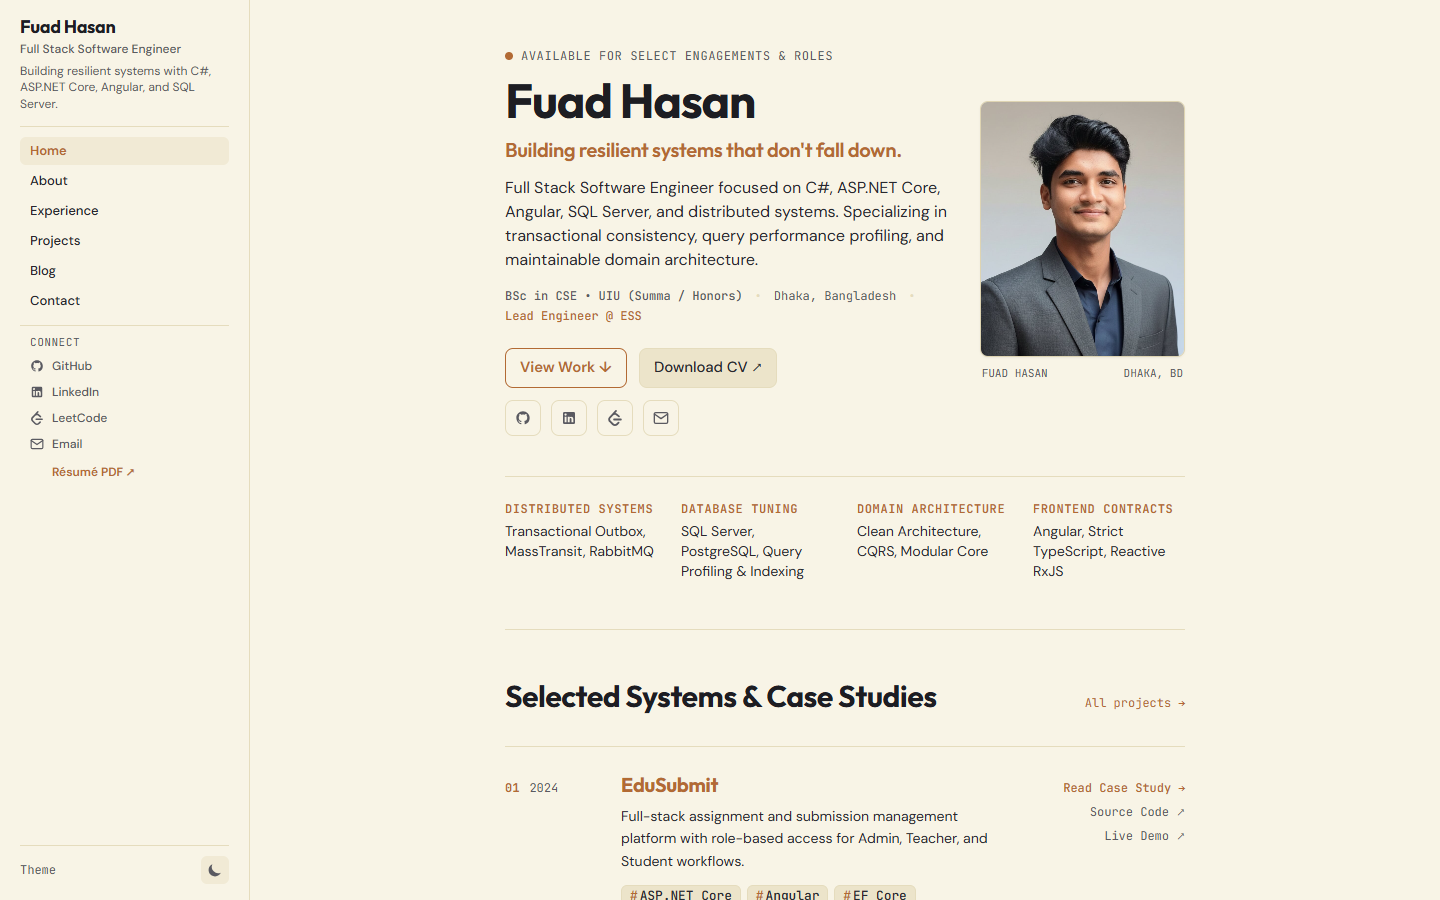 Fuad Hasan
Full Stack Software Engineer
Building resilient systems with C#,
ASP.NET Core, Angular, and SQL
Server.
Home
About
Experience
Projects
Blog
Contact
CONNECT
GitHub
LinkedIn
LeetCode
Email
Résumé PDF ↗
Theme
AVAILABLE FOR SELECT ENGAGEMENTS & ROLES
Fuad Hasan
Building resilient systems that don't fall down.
Full Stack Software Engineer focused on C#, ASP.NET Core,
Angular, SQL Server, and distributed systems. Specializing in
transactional consistency, query performance profiling, and
maintainable domain architecture.
BSc in CSE • UIU (Summa / Honors) • Dhaka, Bangladesh •
Lead Engineer @ ESS
View Work ↓
Download CV ↗
FUAD HASAN DHAKA, BD
DISTRIBUTED SYSTEMS
Transactional Outbox,
MassTransit, RabbitMQ
DATABASE TUNING
SQL Server,
PostgreSQL, Query
Profiling & Indexing
DOMAIN ARCHITECTURE
Clean Architecture,
CQRS, Modular Core
FRONTEND CONTRACTS
Angular, Strict
TypeScript, Reactive
RxJS
Selected Systems & Case Studies
All projects →
01 2024
EduSubmit
Full-stack assignment and submission management
platform with role-based access for Admin, Teacher, and
Student workflows.
#ASP.NET Core #Angular #EF Core
Read Case Study →
Source Code ↗
Live Demo ↗